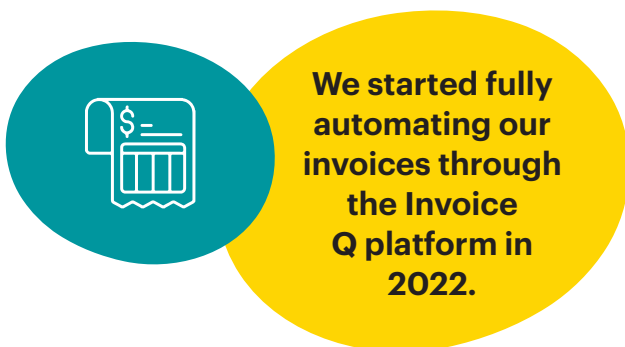 $
We started fully
automating our
invoices through
the Invoice
Q platform in
2022.